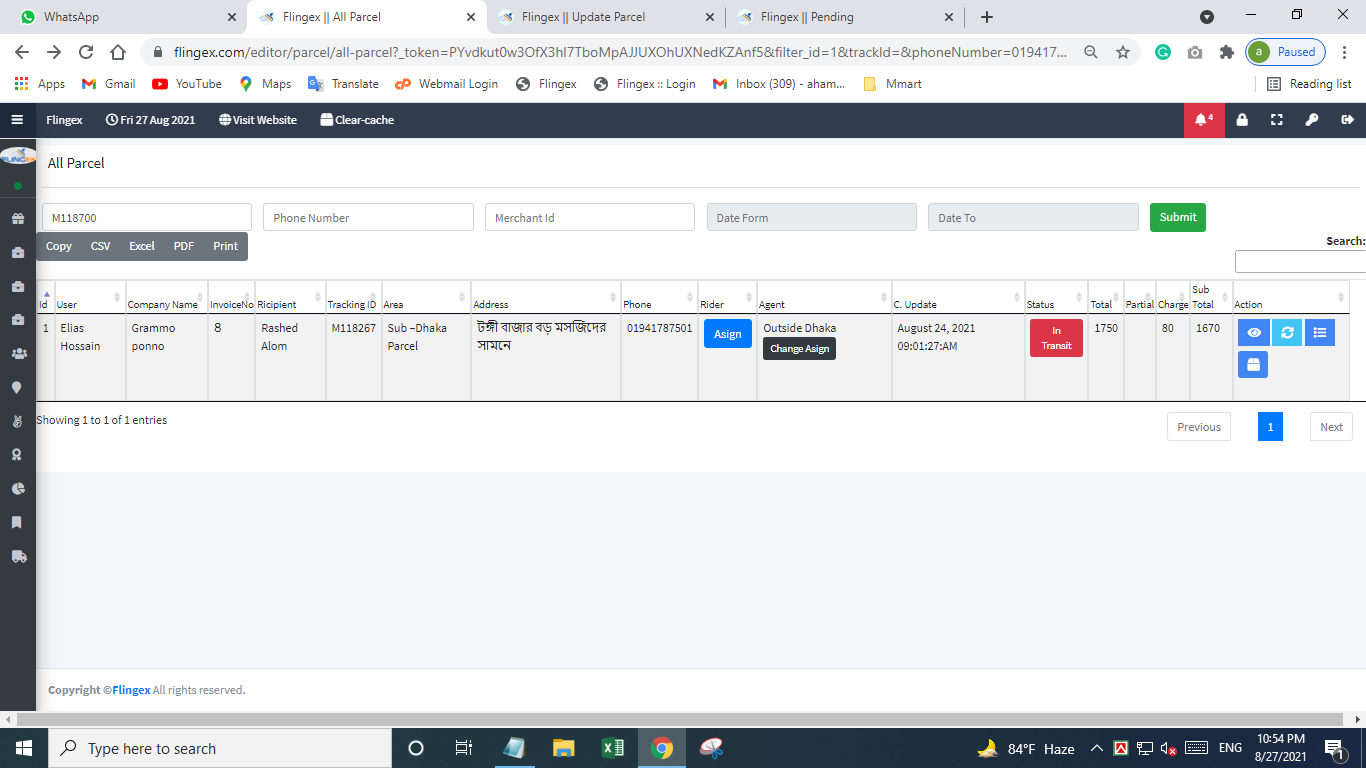 WhatsApp
Flingex || All Parcel
Flingex || Update Parcel
Flingex || Pending
flingex.com/editor/parcel/all-parcel?_token=PYvdkut0w3OfX3hl7TboMpAJJUXOhUXNedKZAnf5&filter_id=1&trackId=&phoneNumber=019417...
a Paused
Apps Gmail YouTube Maps Translate Webmail Login Flingex Flingex :: Login Inbox (309) - aham... Mmart Reading list
Flingex Fri 27 Aug 2021 Visit Website Clear-cache 4
All Parcel
M118700 Phone Number Merchant Id Date Form Date To Submit
Copy CSV Excel PDF Print
Search:
Id User Company Name InvoiceNo Ricipient Tracking ID Area Address Phone Rider Agent C. Update Status Total Partial Charge Sub Total Action
1 Elias Hossain Grammo ponno 8 Rashed Alom M118267 Sub –Dhaka Parcel টঙ্গী বাজার বড় মসজিদের সামনে 01941787501 Asign Outside Dhaka Change Asign August 24, 2021 09:01:27:AM In Transit 1750 80 1670
Showing 1 to 1 of 1 entries
Previous 1 Next
Copyright ©Flingex All rights reserved.
Type here to search
84°F Haze
ENG
10:54 PM
8/27/2021
1